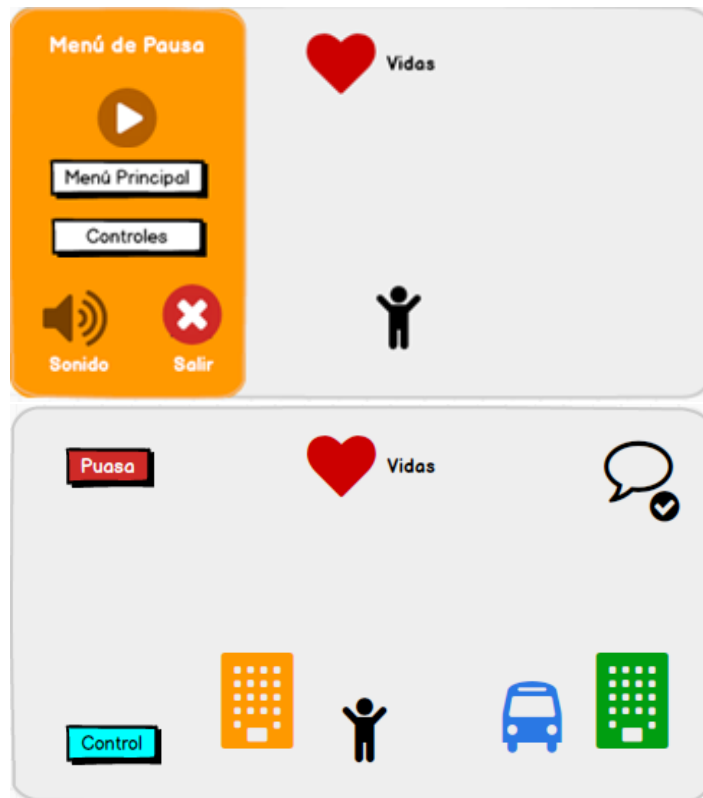 Menú de Pausa
Vidas
Menú Principal
Controles
Sonido
Salir
Puasa
Vidas
Control